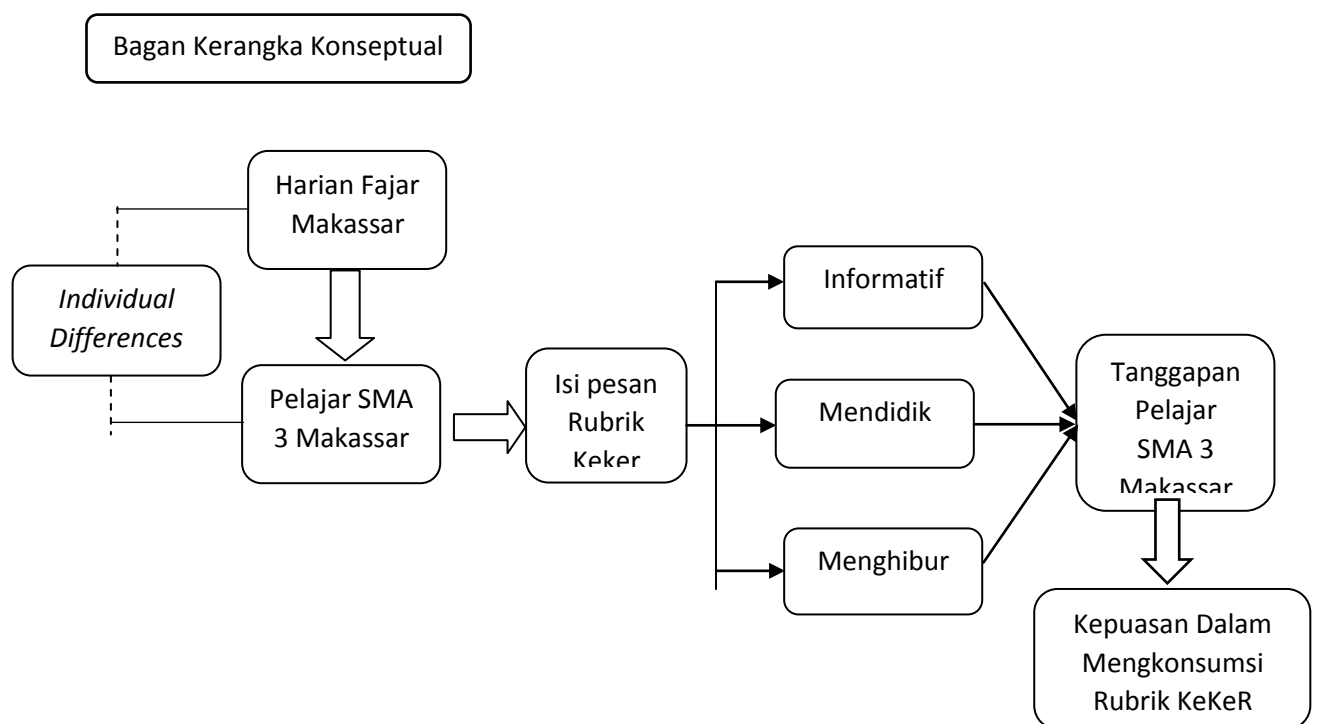 Bagan Kerangka Konseptual
Harian Fajar
Makassar
Individual
Differences
Pelajar SMA
3 Makassar
Isi pesan
Rubrik
Keker
Informatif
Mendidik
Menghibur
Tanggapan
Pelajar
SMA 3
Makassar
Kepuasan Dalam
Mengkonsumsi
Rubrik KeKeR